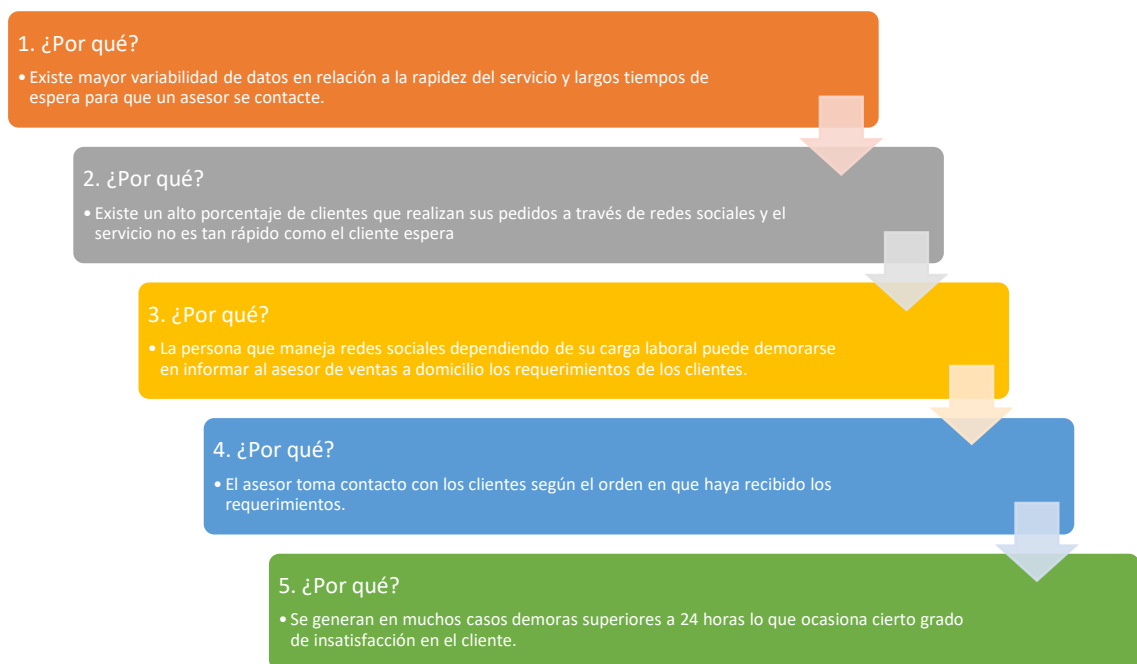 1. ¿Por qué?
• Existe mayor variabilidad de datos en relación a la rapidez del servicio y largos tiempos de
espera para que un asesor se contacte.
2. ¿Por qué?
• Existe un alto porcentaje de clientes que realizan sus pedidos a través de redes sociales y el
servicio no es tan rápido como el cliente espera
3. ¿Por qué?
• La persona que maneja redes sociales dependiendo de su carga laboral puede demorarse
en informar al asesor de ventas a domicilio los requerimientos de los clientes.
4. ¿Por qué?
• El asesor toma contacto con los clientes según el orden en que haya recibido los
requerimientos.
5. ¿Por qué?
• Se generan en muchos casos demoras superiores a 24 horas lo que ocasiona cierto grado
de insatisfacción en el cliente.